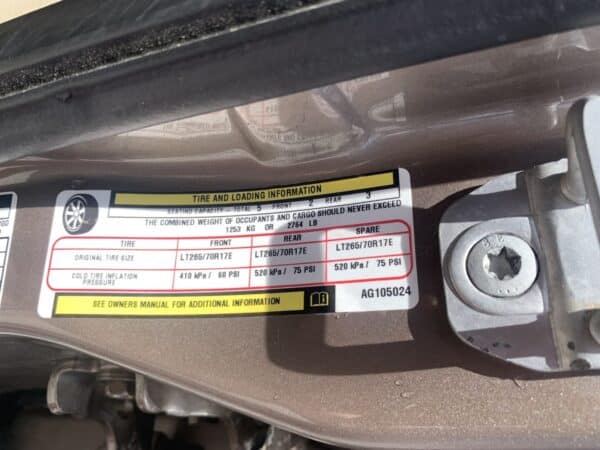 TIRE AND LOADING INFORMATION
SEATING CAPACITY - TOTAL 5 FRONT 2 REAR 3
THE COMBINED WEIGHT OF OCCUPANTS AND CARGO SHOULD NEVER EXCEED
1253 KG OR 2764 LB
TIRE FRONT REAR SPARE
ORIGINAL TIRE SIZE LT265/70R17E LT265/70R17E LT265/70R17E
COLD TIRE INFLATION PRESSURE 410 kPa / 60 PSI 520 kPa / 75 PSI 520 kPa / 75 PSI
SEE OWNERS MANUAL FOR ADDITIONAL INFORMATION
AG105024